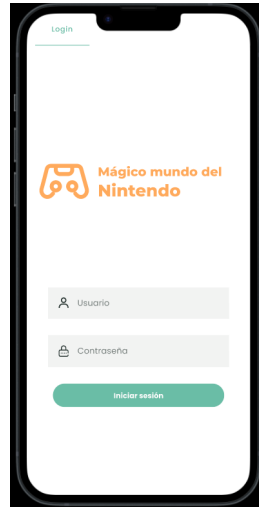 Login
Mágico mundo del
Nintendo
Usuario
Contraseña
Iniciar sesión